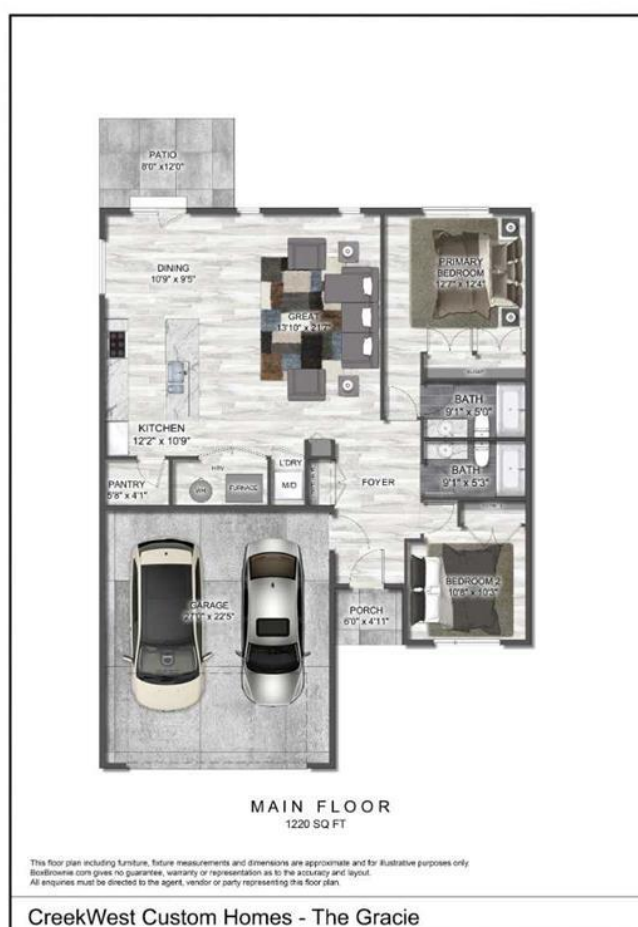 PATIO
8'0" x12'0"
DINING
10'9" x 9'5"
PRIMARY
BEDROOM
12'7" x 12'4"
GREAT
13'10" x
KITCHEN
12'2" x 10'9"
BATH
9'1" x 5'0"
BATH
9'1" x 5'3"
PANTRY
5'8" x 4'1"
WH
FURNACE
L'DRY
FOYER
BEDROOM 2
10'8" x 10'3"
GARAGE
x 22'5"
PORCH
6'0" x 4'11"
MAIN FLOOR
1220 SQ FT
This floor plan including furniture, fixture measurements and dimensions are approximate and for illustrative purposes only.
BoxBrownie.com gives no guarantee, warranty or representation as to the accuracy and layout.
All enquiries must be directed to the agent, vendor or party representing this floor plan.
CreekWest Custom Homes - The Gracie